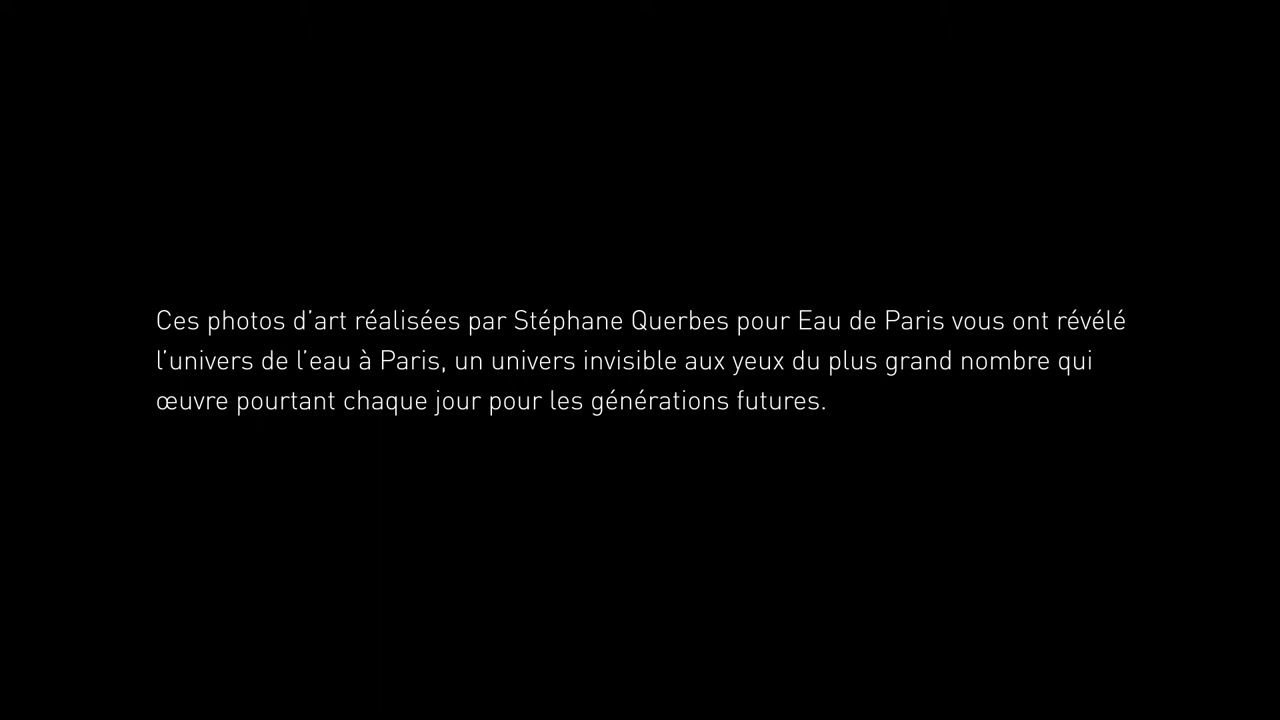 Ces photos d’art réalisées par Stéphane Querbes pour Eau de Paris vous ont révélé
l’univers de l’eau à Paris, un univers invisible aux yeux du plus grand nombre qui
œuvre pourtant chaque jour pour les générations futures.